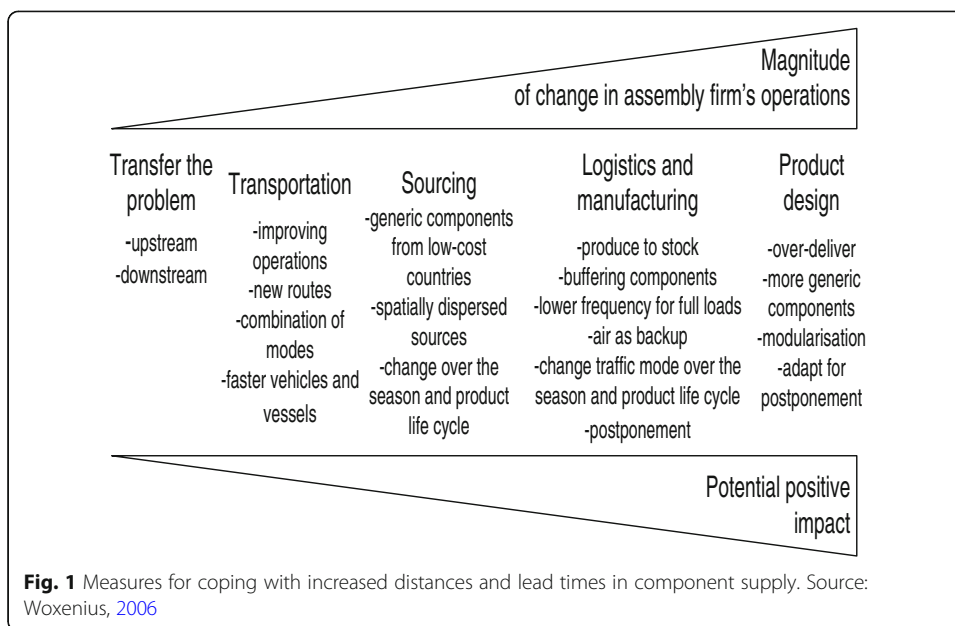 Magnitude
of change in assembly firm's operations
Transfer the
problem
-upstream
-downstream
Transportation
-improving
operations
-new routes
-combination of
modes
-faster vehicles and
vessels
Sourcing
-generic components
from low-cost
countries
-spatially dispersed
sources
-change over the
season and product
life cycle
Logistics and
manufacturing
-produce to stock
-buffering components
-lower frequency for full loads
-air as backup
-change traffic mode over the
season and product life cycle
-postponement
Product
design
-over-deliver
-more generic
components
-modularisation
-adapt for
postponement
Potential positive
impact
Fig. 1 Measures for coping with increased distances and lead times in component supply. Source:
Woxenius, 2006